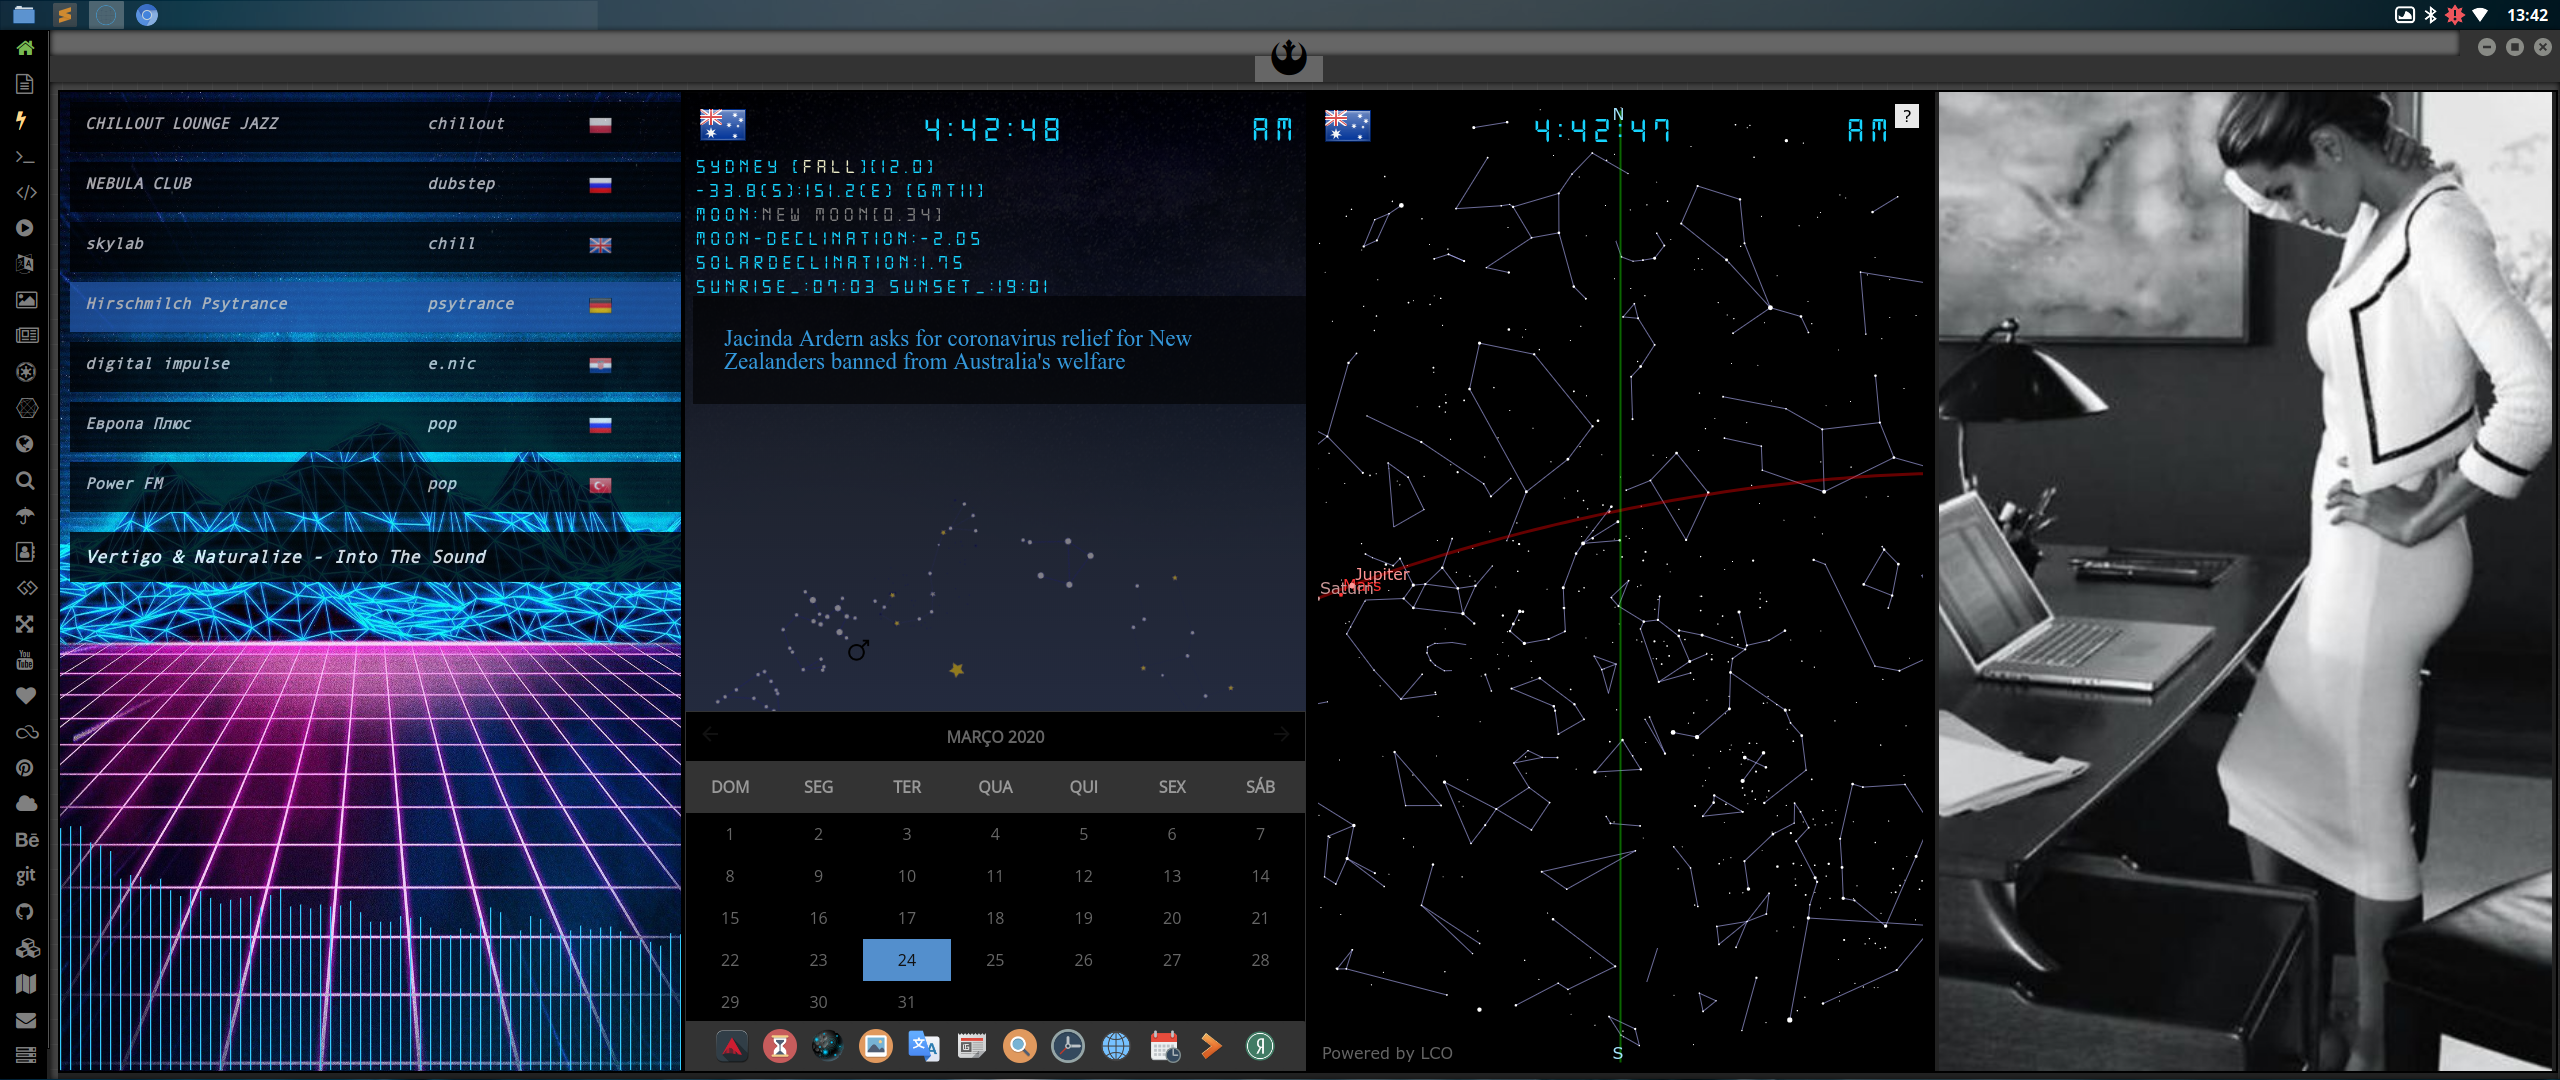 13:42
CHILLOUT LOUNGE JAZZ chillout
NEBULA CLUB dubstep
skylab chill
Hirschmilch Psytrance psytrance
digital impulse e.nic
Европа Плюс pop
Power FM pop
Vertigo & Naturalize - Into The Sound
You
Tube
Bē
git
4:42:48 AM
SYDNEY [FALL][12.0]
-33.8(S):151.2(E) [GMT11]
MOON:NEW MOON[0.34]
MOON-DECLINATION:-2.05
SOLARDECLINATION:1.75
SUNRISE_:07:03 SUNSET_:19:01
Jacinda Ardern asks for coronavirus relief for New
Zealanders banned from Australia's welfare
MARÇO 2020
DOM SEG TER QUA QUI SEX SÁB
1 2 3 4 5 6 7
8 9 10 11 12 13 14
15 16 17 18 19 20 21
22 23 24 25 26 27 28
29 30 31
N
4:42:47 AM
?
Jupiter
Mars
Saturn
Powered by LCO
S